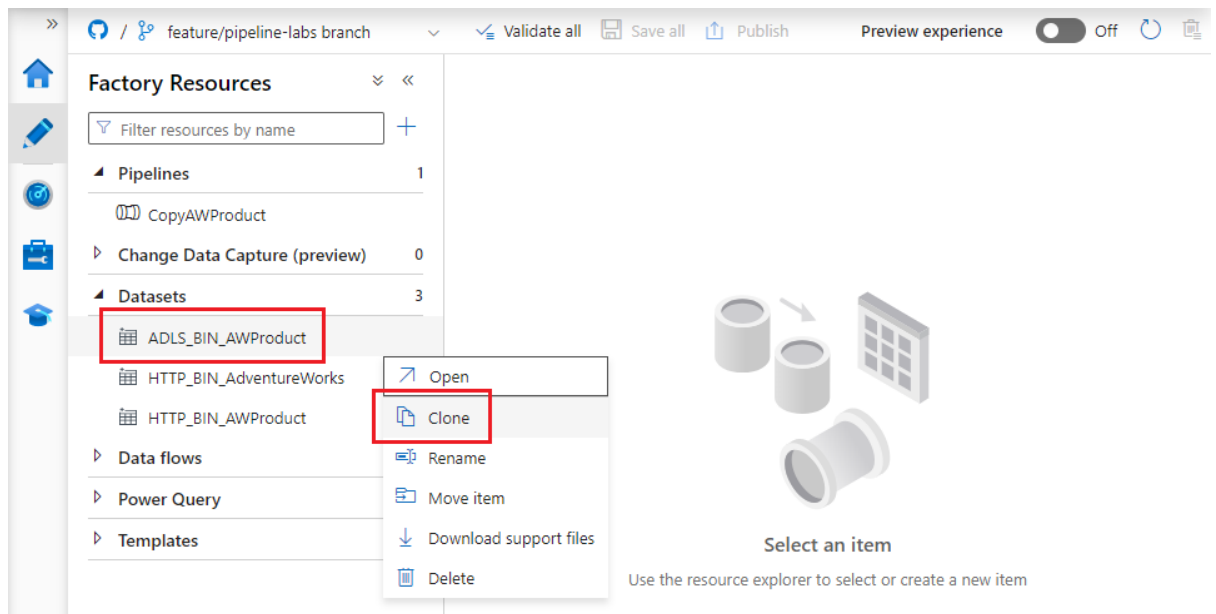 » / feature/pipeline-labs branch Validate all Save all Publish Preview experience Off
Factory Resources
Filter resources by name
Pipelines 1
CopyAWProduct
Change Data Capture (preview) 0
Datasets 3
ADLS_BIN_AWProduct
HTTP_BIN_AdventureWorks
HTTP_BIN_AWProduct
Data flows
Power Query
Templates
Open
Clone
Rename
Move item
Download support files
Delete
Select an item
Use the resource explorer to select or create a new item